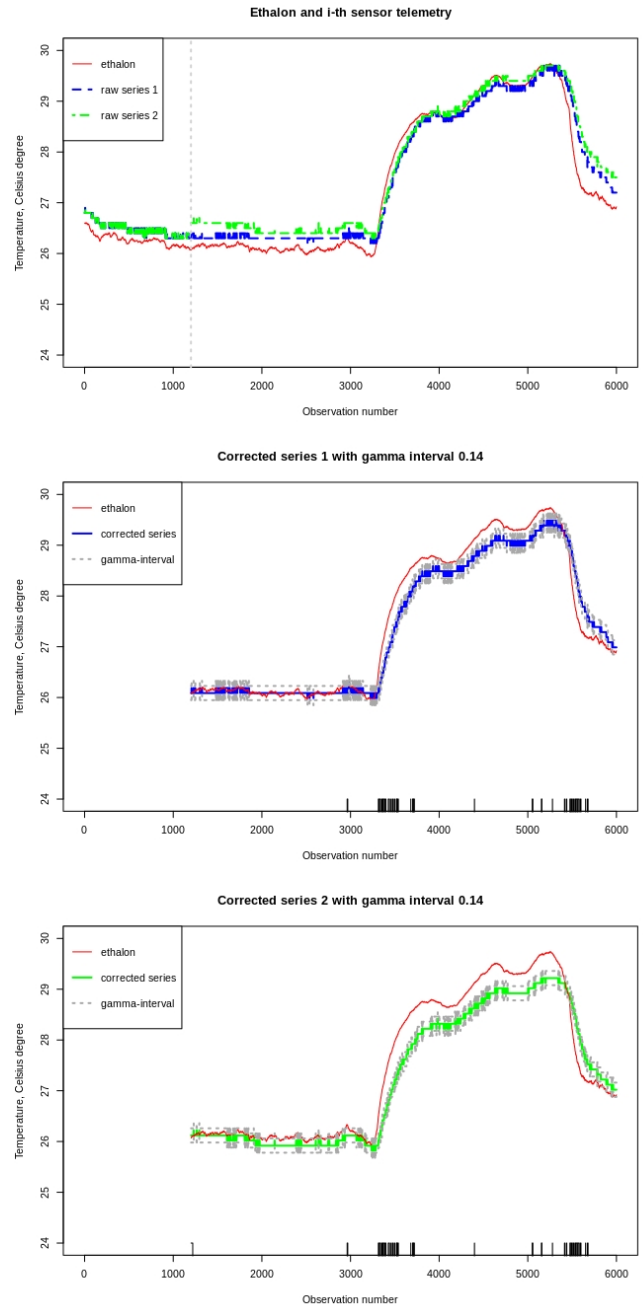 Ethalon and i-th sensor telemetry
30
29
28
27
26
25
24
Temperature, Celsius degree
ethalon
raw series 1
raw series 2
0 1000 2000 3000 4000 5000 6000
Observation number
Corrected series 1 with gamma interval 0.14
30
29
28
27
26
25
24
Temperature, Celsius degree
ethalon
corrected series
gamma-interval
0 1000 2000 3000 4000 5000 6000
Observation number
Corrected series 2 with gamma interval 0.14
30
29
28
27
26
25
24
Temperature, Celsius degree
ethalon
corrected series
gamma-interval
0 1000 2000 3000 4000 5000 6000
Observation number